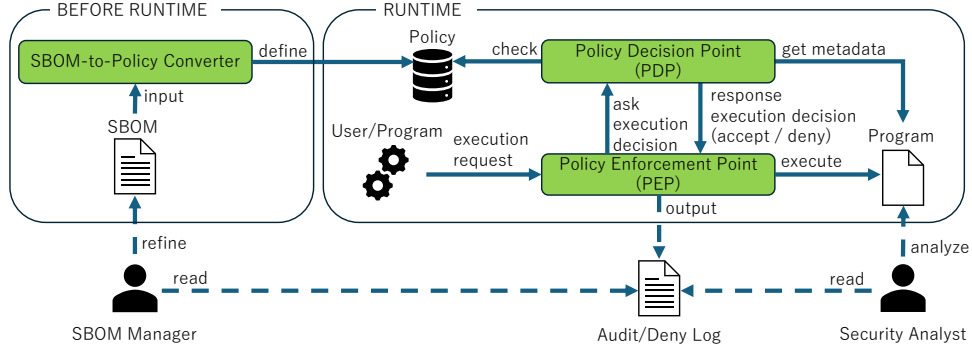 BEFORE RUNTIME
RUNTIME
Policy
SBOM-to-Policy Converter
define
check
Policy Decision Point
(PDP)
get metadata
input
SBOM
User/Program
execution
request
ask
execution
decision
response
execution decision
(accept / deny)
Program
Policy Enforcement Point
(PEP)
execute
output
refine
analyze
read
read
SBOM Manager
Audit/Deny Log
Security Analyst